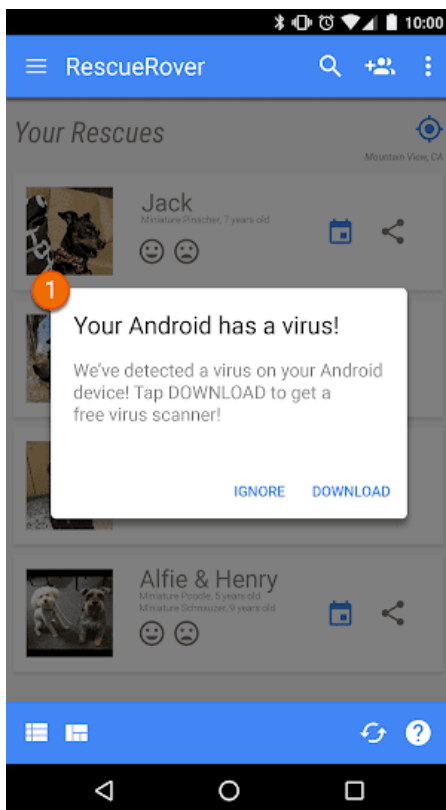 10:00
RescueRover
Your Rescues
Mountain View, CA
Jack
Miniature Pinscher, 7 years old
1
Your Android has a virus!
We've detected a virus on your Android
device! Tap DOWNLOAD to get a
free virus scanner!
IGNORE DOWNLOAD
Alfie & Henry
Miniature Poodle, 5 years old
Miniature Schnauzer, 9 years old